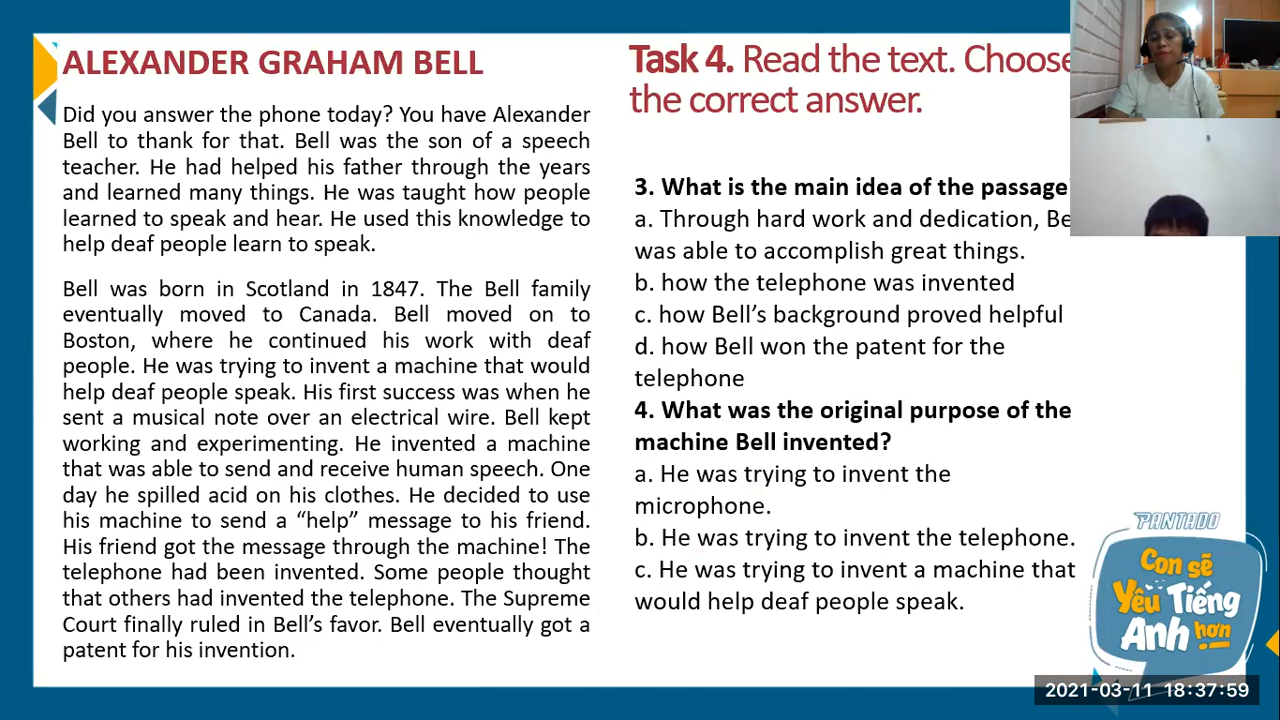 ALEXANDER GRAHAM BELL
Did you answer the phone today? You have Alexander
Bell to thank for that. Bell was the son of a speech
teacher. He had helped his father through the years
and learned many things. He was taught how people
learned to speak and hear. He used this knowledge to
help deaf people learn to speak.
Bell was born in Scotland in 1847. The Bell family
eventually moved to Canada. Bell moved on to
Boston, where he continued his work with deaf
people. He was trying to invent a machine that would
help deaf people speak. His first success was when he
sent a musical note over an electrical wire. Bell kept
working and experimenting. He invented a machine
that was able to send and receive human speech. One
day he spilled acid on his clothes. He decided to use
his machine to send a “help” message to his friend.
His friend got the message through the machine! The
telephone had been invented. Some people thought
that others had invented the telephone. The Supreme
Court finally ruled in Bell’s favor. Bell eventually got a
patent for his invention.
Task 4. Read the text. Choose
the correct answer.
3. What is the main idea of the passage
a. Through hard work and dedication, Be
was able to accomplish great things.
b. how the telephone was invented
c. how Bell’s background proved helpful
d. how Bell won the patent for the
telephone
4. What was the original purpose of the
machine Bell invented?
a. He was trying to invent the
microphone.
b. He was trying to invent the telephone.
c. He was trying to invent a machine that
would help deaf people speak.
PANTADO
Con sẽ
Yêu Tiếng
Anh hơn
2021-03-11 18:37:59